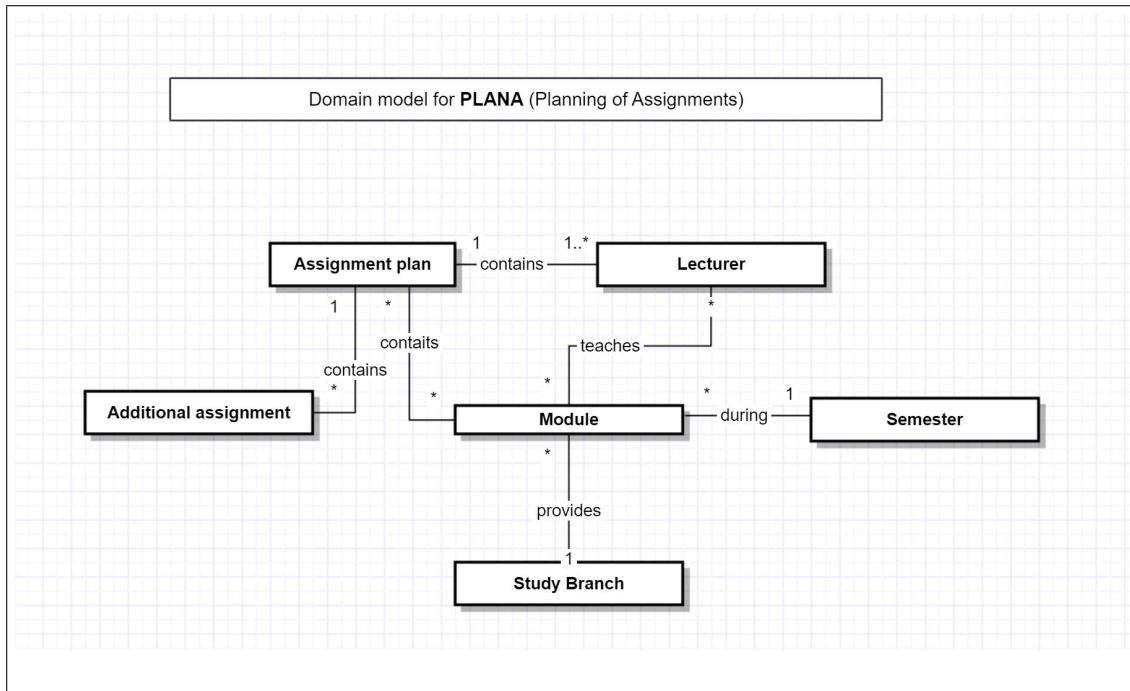 Domain model for PLANA (Planning of Assignments)
1
1..*
Assignment plan
contains
Lecturer
1
*
*
contaits
teaches
contains
*
*
*
*
1
Additional assignment
Module
during
Semester
*
provides
1
Study Branch